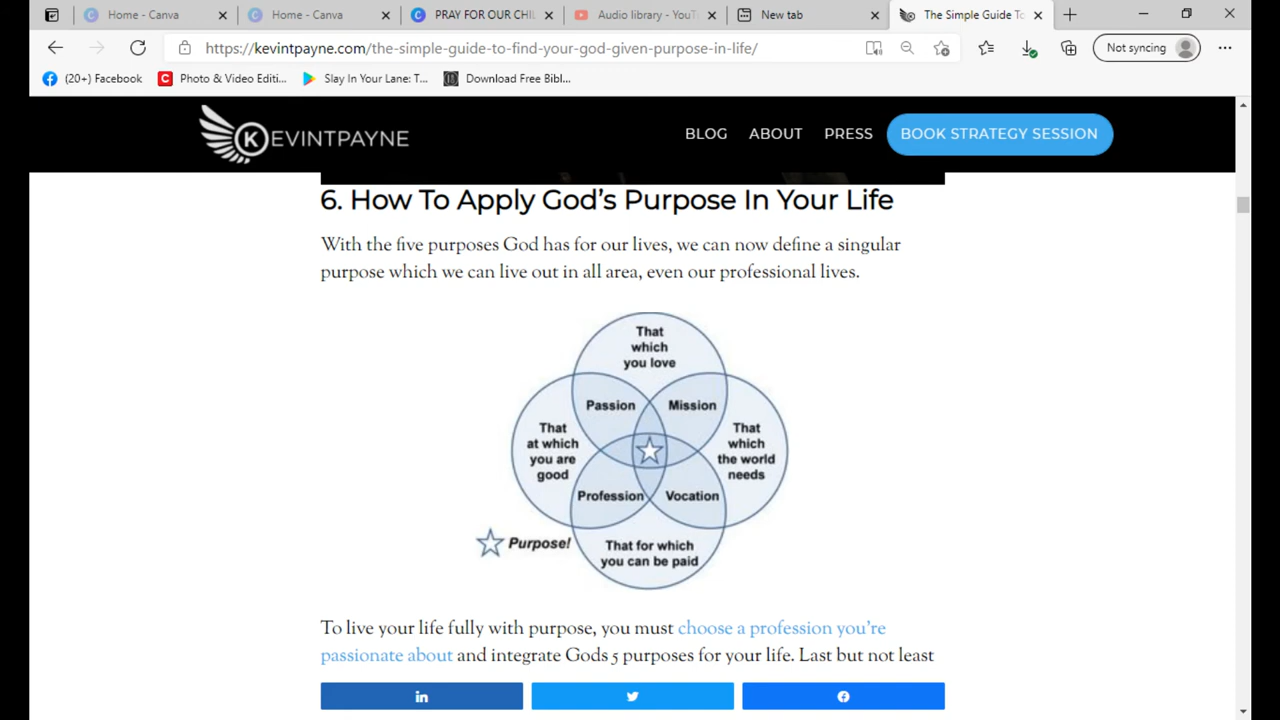 Home - Canva
Home - Canva
PRAY FOR OUR CHI
Audio library - YouT
New tab
The Simple Guide To
https://kevintpayne.com/the-simple-guide-to-find-your-god-given-purpose-in-life/
Not syncing
(20+) Facebook
Photo & Video Editi...
Slay In Your Lane: T...
Download Free Bibl...
KEVINTPAYNE
BLOG
ABOUT
PRESS
BOOK STRATEGY SESSION
6. How To Apply God's Purpose In Your Life
With the five purposes God has for our lives, we can now define a singular
purpose which we can live out in all area, even our professional lives.
That
which
you love
Passion
Mission
That
at which
you are
good
That
which
the world
needs
Profession
Vocation
Purpose!
That for which
you can be paid
To live your life fully with purpose, you must choose a profession you're
passionate about and integrate Gods 5 purposes for your life. Last but not least
in